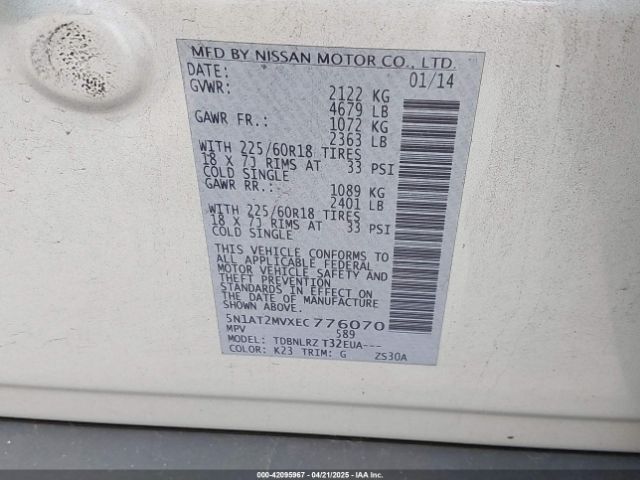 MFD BY NISSAN MOTOR CO., LTD.
DATE: 01/14
GVWR: 2122 KG
4679 LB
GAWR FR.: 1072 KG
2363 LB
WITH 225/60R18 TIRES
18 X 7J RIMS AT 33 PSI
COLD SINGLE
GAWR RR.: 1089 KG
2401 LB
WITH 225/60R18 TIRES
18 X 7J RIMS AT 33 PSI
COLD SINGLE
THIS VEHICLE CONFORMS TO
ALL APPLICABLE FEDERAL
MOTOR VEHICLE SAFETY AND
THEFT PREVENTION
STANDARDS IN EFFECT ON
THE DATE OF MANUFACTURE
SHOWN ABOVE.
5N1AT2MVXEC776070
MPV 589
MODEL: TDBNLRZ T32EUA---
COLOR: K23 TRIM: G ZS30A
000-42095967 - 04/21/2025 - IAA Inc.